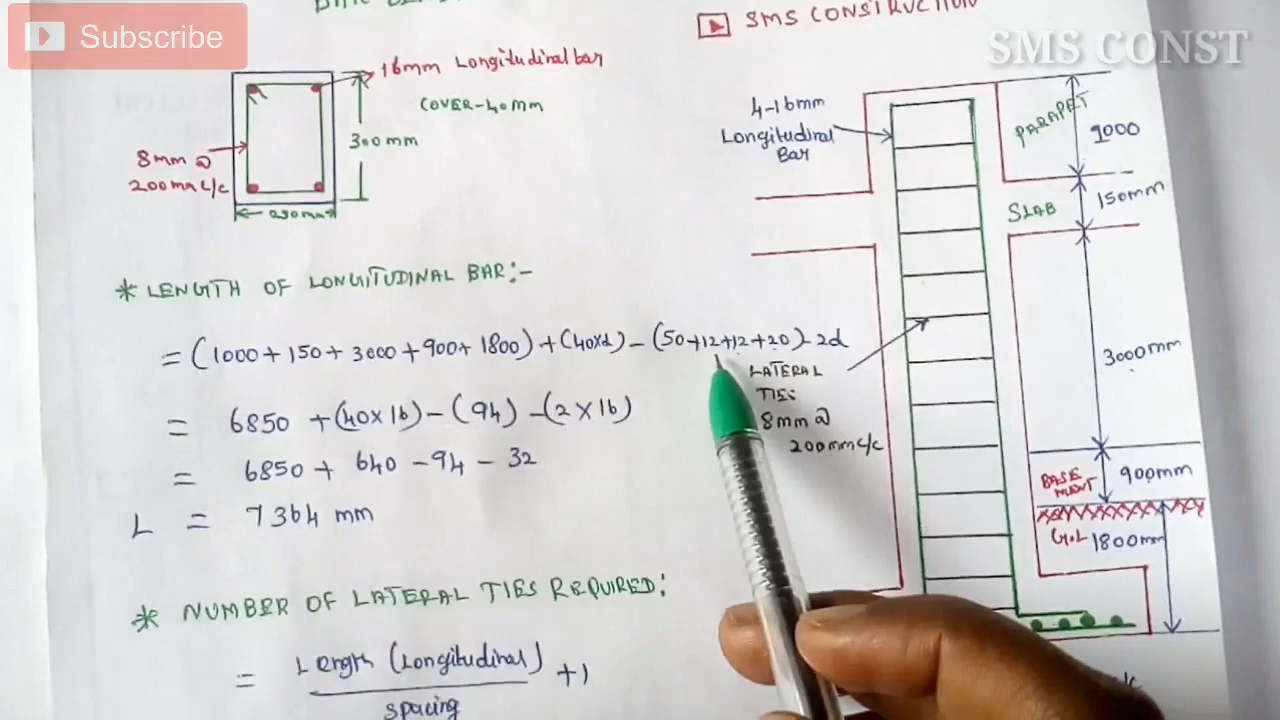 Subscribe
SMS CONSTRUCTION
SMS CONST
16mm Longitudinal bar
COVER-40mm
300mm
8mm @
200mm c/c
230mm
4-16mm
Longitudinal
Bar
PARAPET
1000
SLAB
150mm
* LENGTH OF LONGITUDINAL BAR:-
= (1000+150+3000+900+1800)+(40xd)-(50+12+12+20)-2d
LATERAL
TIES
8mm @
200mm c/c
3000mm
= 6850 +(40x16)-(94)-(2x16)
= 6850+ 640 -94 - 32
L = 7364 mm
BASE
MENT
900mm
G.L
1800mm
* NUMBER OF LATERAL TIES REQUIRED:
= Length (Longitudinal) +1
spacing